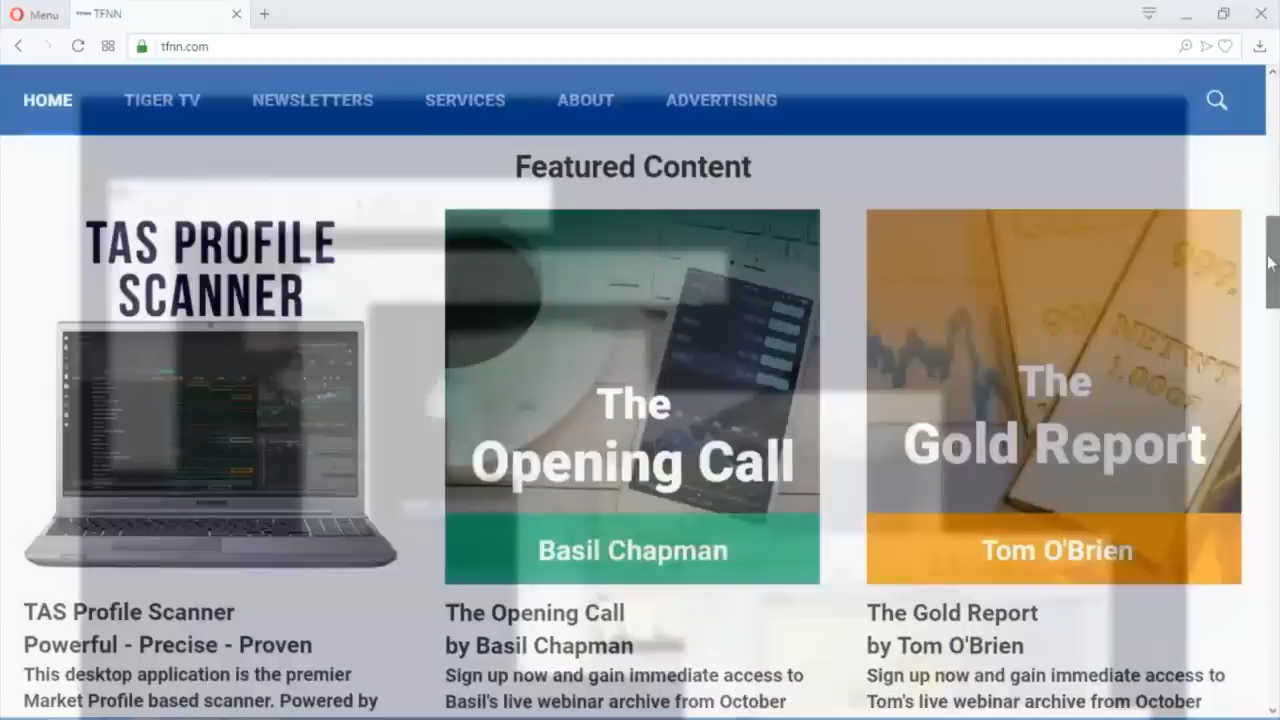 Menu
TFNN
tfnn.com
HOME
TIGER TV
NEWSLETTERS
SERVICES
ABOUT
ADVERTISING
Featured Content
TAS PROFILE
SCANNER
The
Opening Call
Basil Chapman
The
Gold Report
Tom O'Brien
TAS Profile Scanner
Powerful - Precise - Proven
This desktop application is the premier
Market Profile based scanner. Powered by
The Opening Call
by Basil Chapman
Sign up now and gain immediate access to
Basil's live webinar archive from October
The Gold Report
by Tom O'Brien
Sign up now and gain immediate access to
Tom's live webinar archive from October